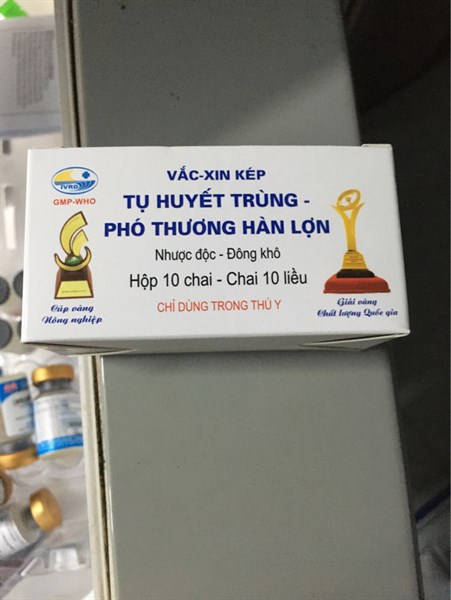 VẮC-XIN KÉP
IVRD
GMP-WHO
TỤ HUYẾT TRÙNG -
PHÓ THƯƠNG HÀN LỢN
Nhược độc - Đông khô
Hộp 10 chai - Chai 10 liều
CHỈ DÙNG TRONG THÚ Y
Cúp vàng
Nông nghiệp
Giải vàng
Chất lượng Quốc gia